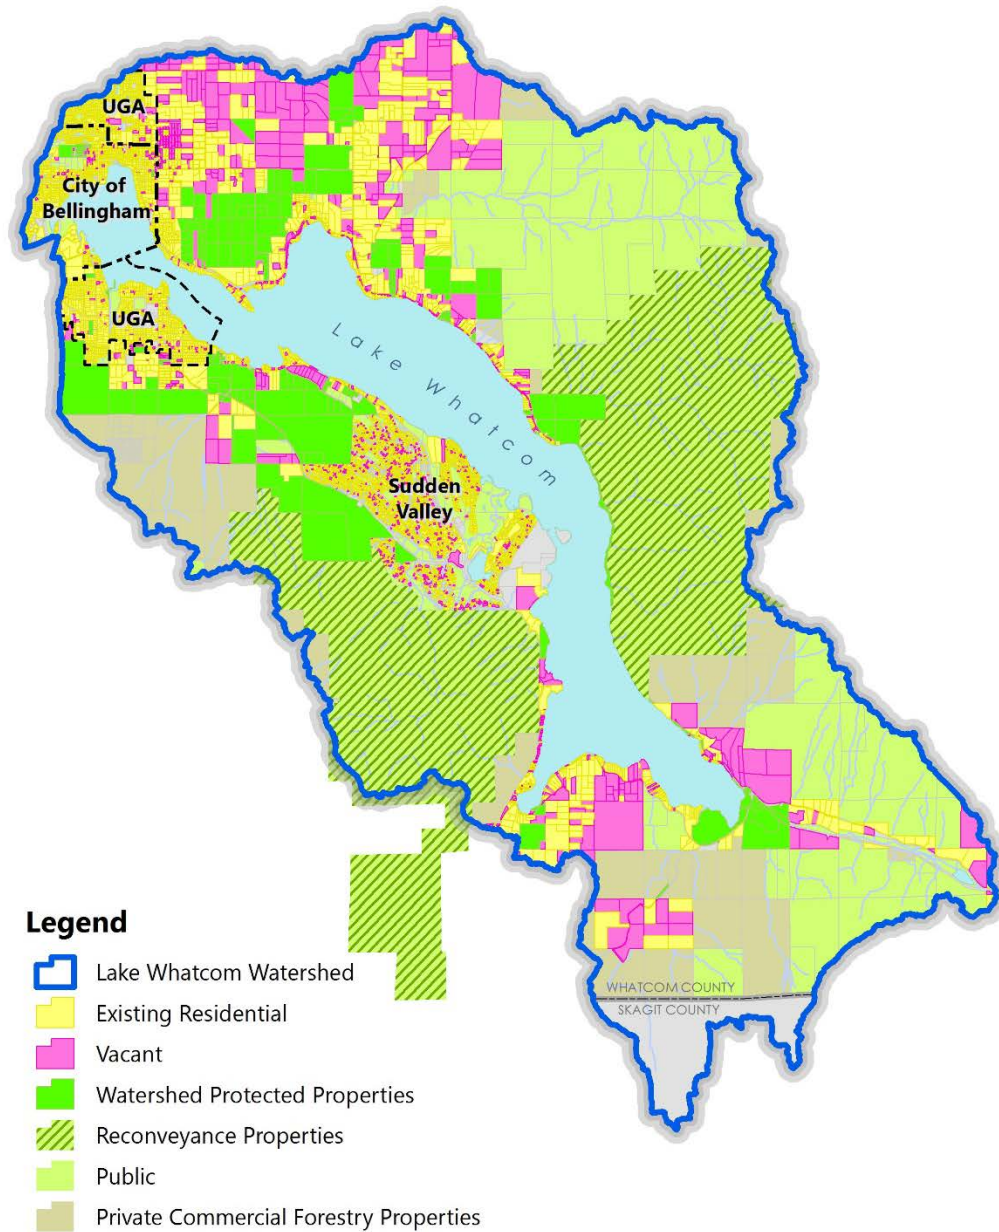 UGA
City of
Bellingham
UGA
Lake Whatcom
Sudden
Valley
WHATCOM COUNTY
SKAGIT COUNTY
Legend
Lake Whatcom Watershed
Existing Residential
Vacant
Watershed Protected Properties
Reconveyance Properties
Public
Private Commercial Forestry Properties